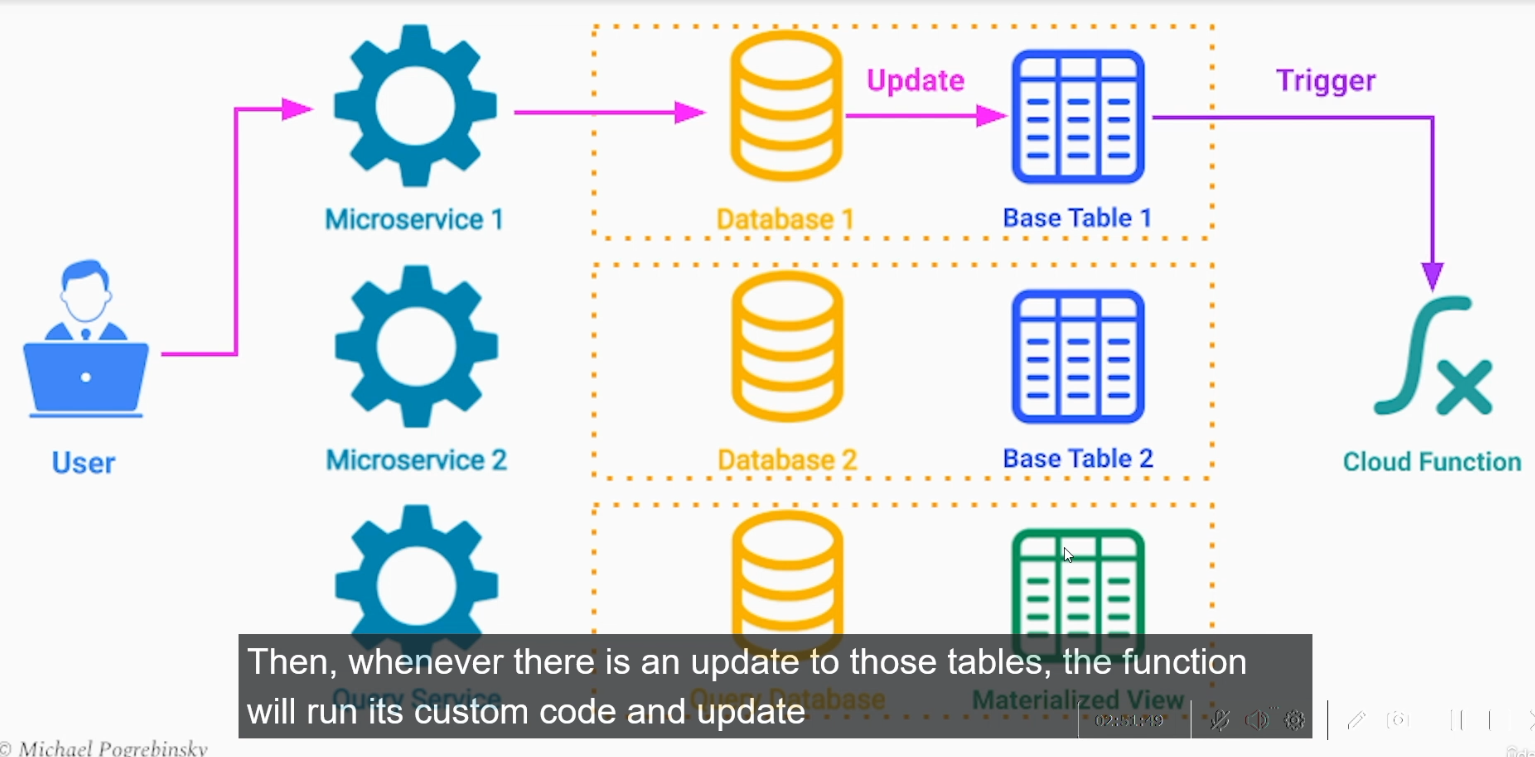 Update
Trigger
Microservice 1
Database 1
Base Table 1
User
Microservice 2
Database 2
Base Table 2
Cloud Function
Query Service
Query Database
Materialized View
Then, whenever there is an update to those tables, the function
will run its custom code and update
02:51:49
© Michael Pogrebinsky